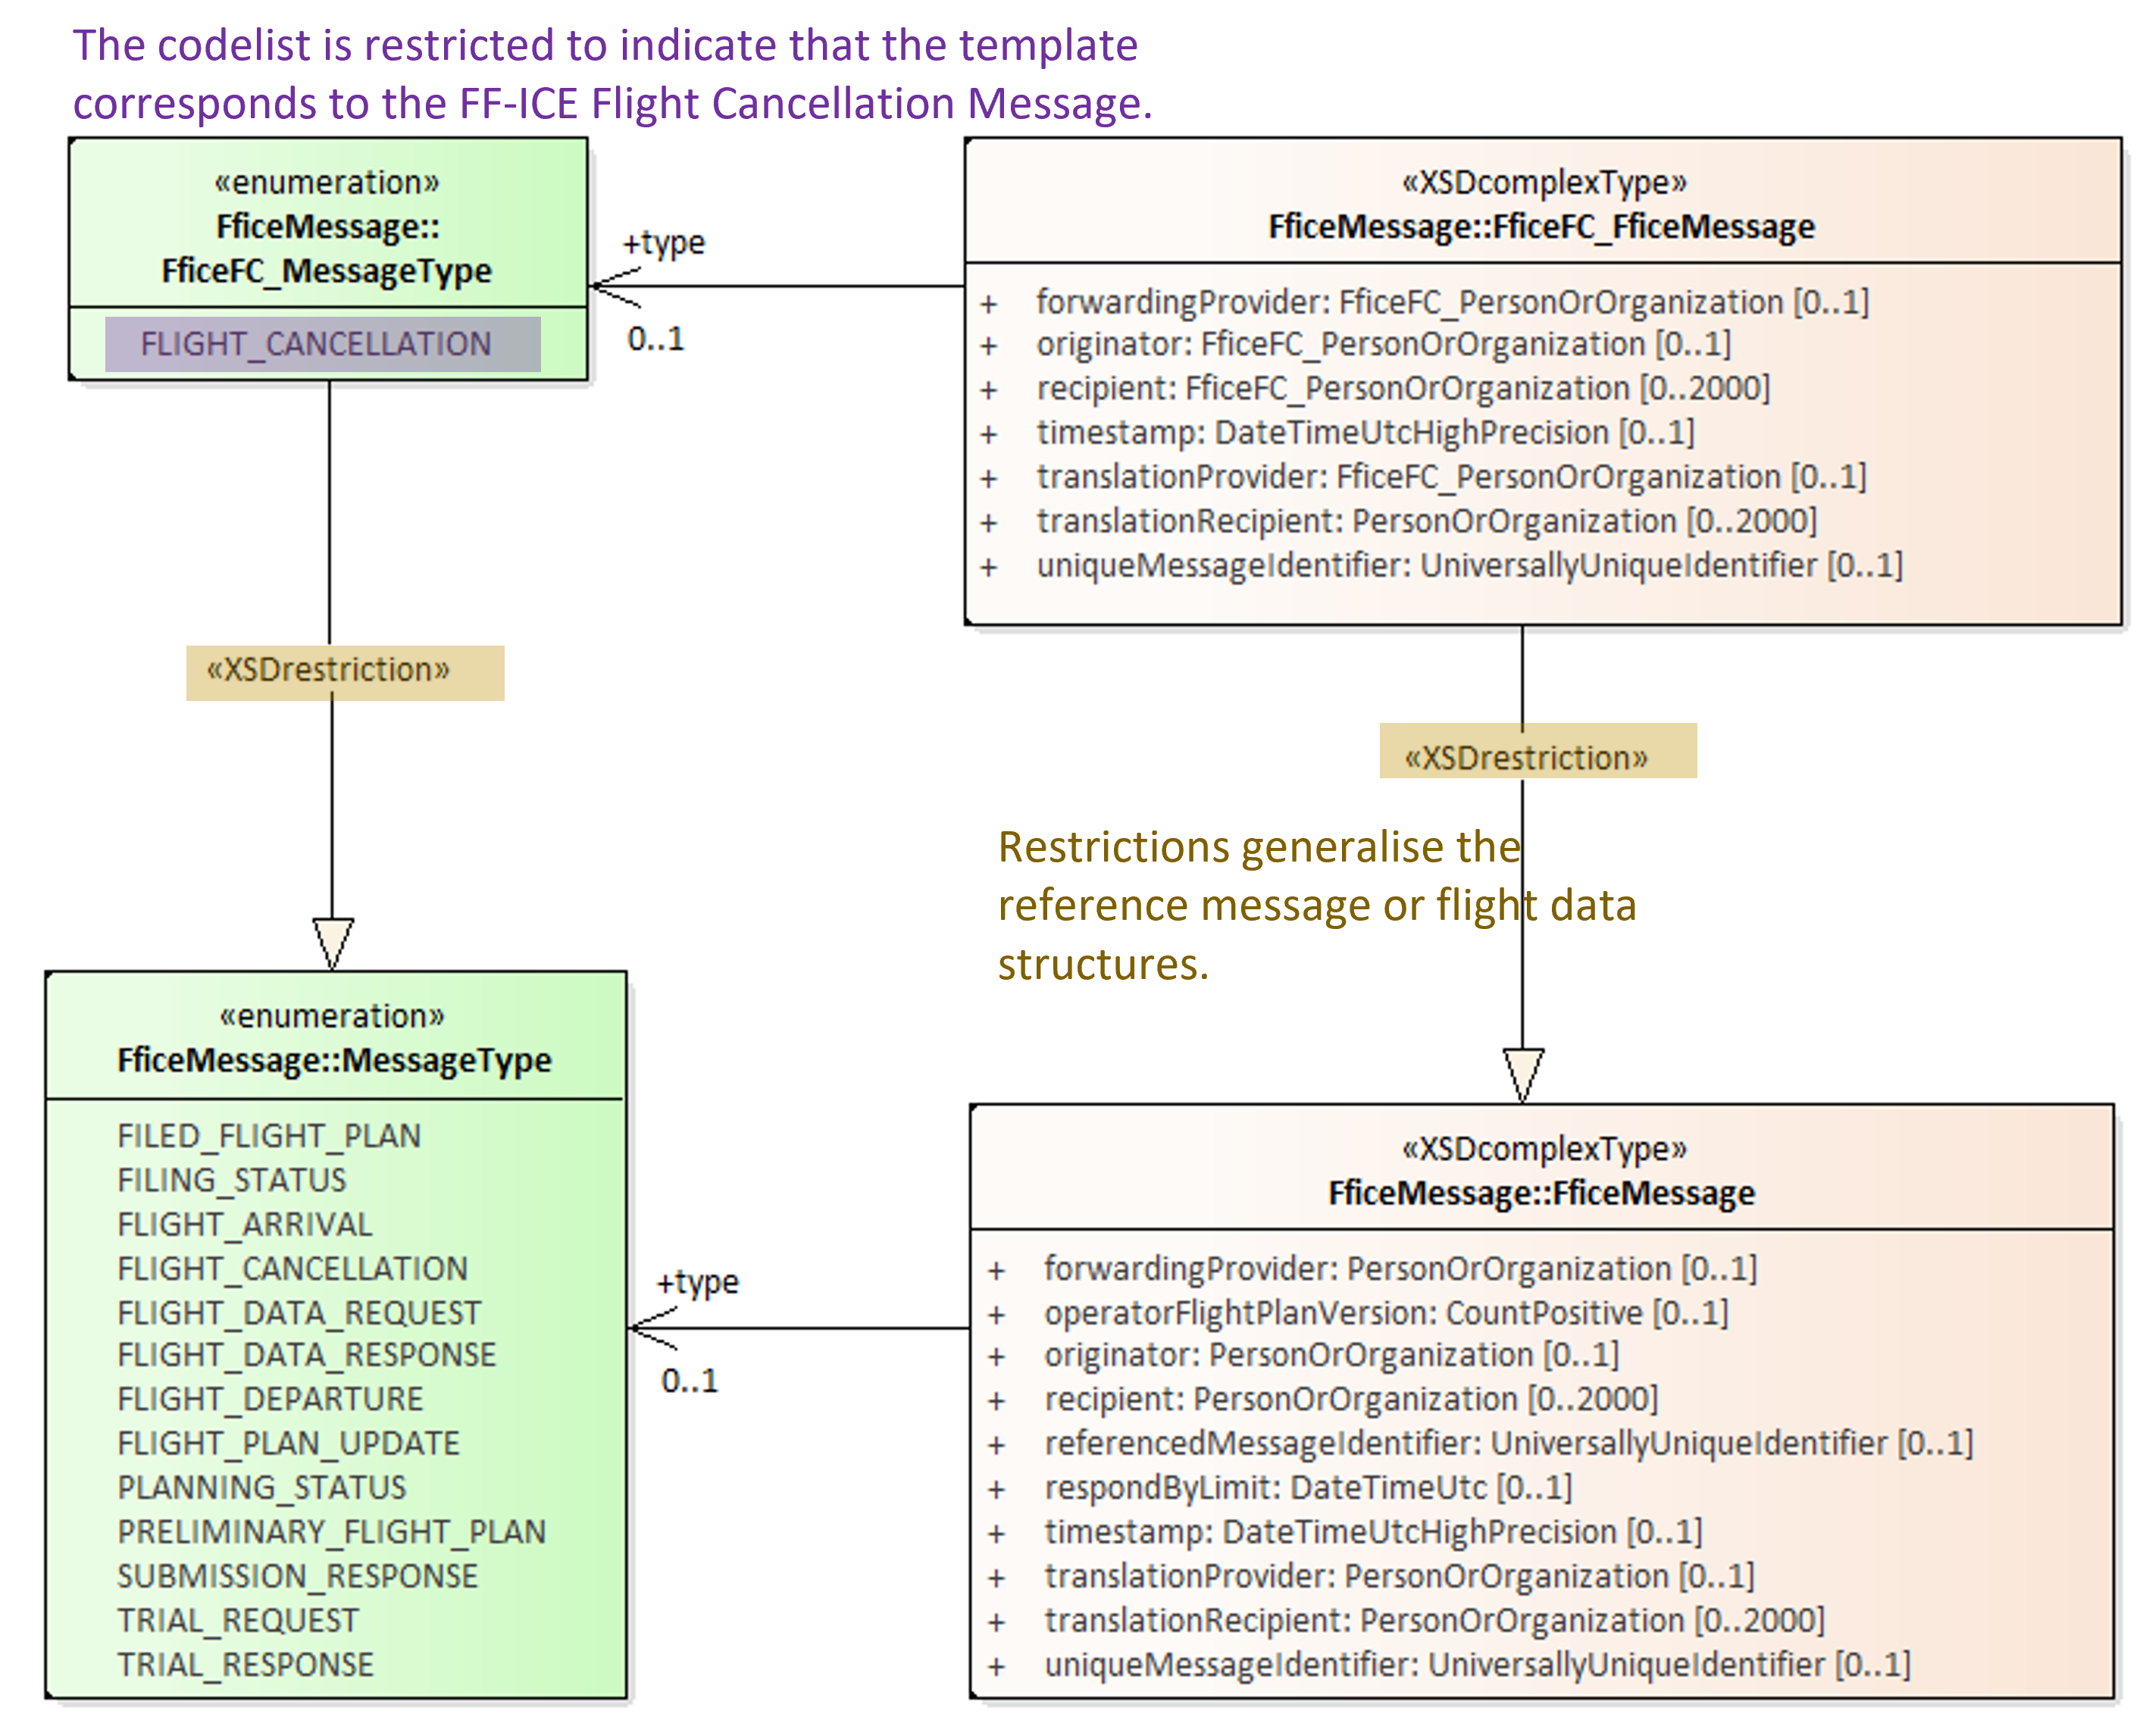 The codelist is restricted to indicate that the template
corresponds to the FF-ICE Flight Cancellation Message.
«enumeration»
FficeMessage::
FficeFC_MessageType
FLIGHT_CANCELLATION
+type
0..1
«XSDcomplexType»
FficeMessage::FficeFC_FficeMessage
+ forwardingProvider: FficeFC_PersonOrOrganization [0..1]
+ originator: FficeFC_PersonOrOrganization [0..1]
+ recipient: FficeFC_PersonOrOrganization [0..2000]
+ timestamp: DateTimeUtcHighPrecision [0..1]
+ translationProvider: FficeFC_PersonOrOrganization [0..1]
+ translationRecipient: PersonOrOrganization [0..2000]
+ uniqueMessageIdentifier: UniversallyUniqueIdentifier [0..1]
«XSDrestriction»
«XSDrestriction»
Restrictions generalise the
reference message or flight data
structures.
«enumeration»
FficeMessage::MessageType
FILED_FLIGHT_PLAN
FILING_STATUS
FLIGHT_ARRIVAL
FLIGHT_CANCELLATION
FLIGHT_DATA_REQUEST
FLIGHT_DATA_RESPONSE
FLIGHT_DEPARTURE
FLIGHT_PLAN_UPDATE
PLANNING_STATUS
PRELIMINARY_FLIGHT_PLAN
SUBMISSION_RESPONSE
TRIAL_REQUEST
TRIAL_RESPONSE
+type
0..1
«XSDcomplexType»
FficeMessage::FficeMessage
+ forwardingProvider: PersonOrOrganization [0..1]
+ operatorFlightPlanVersion: CountPositive [0..1]
+ originator: PersonOrOrganization [0..1]
+ recipient: PersonOrOrganization [0..2000]
+ referencedMessageIdentifier: UniversallyUniqueIdentifier [0..1]
+ respondByLimit: DateTimeUtc [0..1]
+ timestamp: DateTimeUtcHighPrecision [0..1]
+ translationProvider: PersonOrOrganization [0..1]
+ translationRecipient: PersonOrOrganization [0..2000]
+ uniqueMessageIdentifier: UniversallyUniqueIdentifier [0..1]